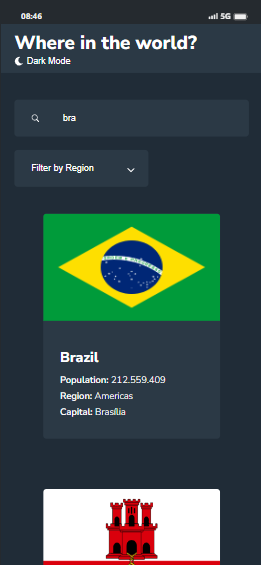 08:46
5G
Where in the world?
Dark Mode
bra
Filter by Region
Brazil
Population: 212.559.409
Region: Americas
Capital: Brasília